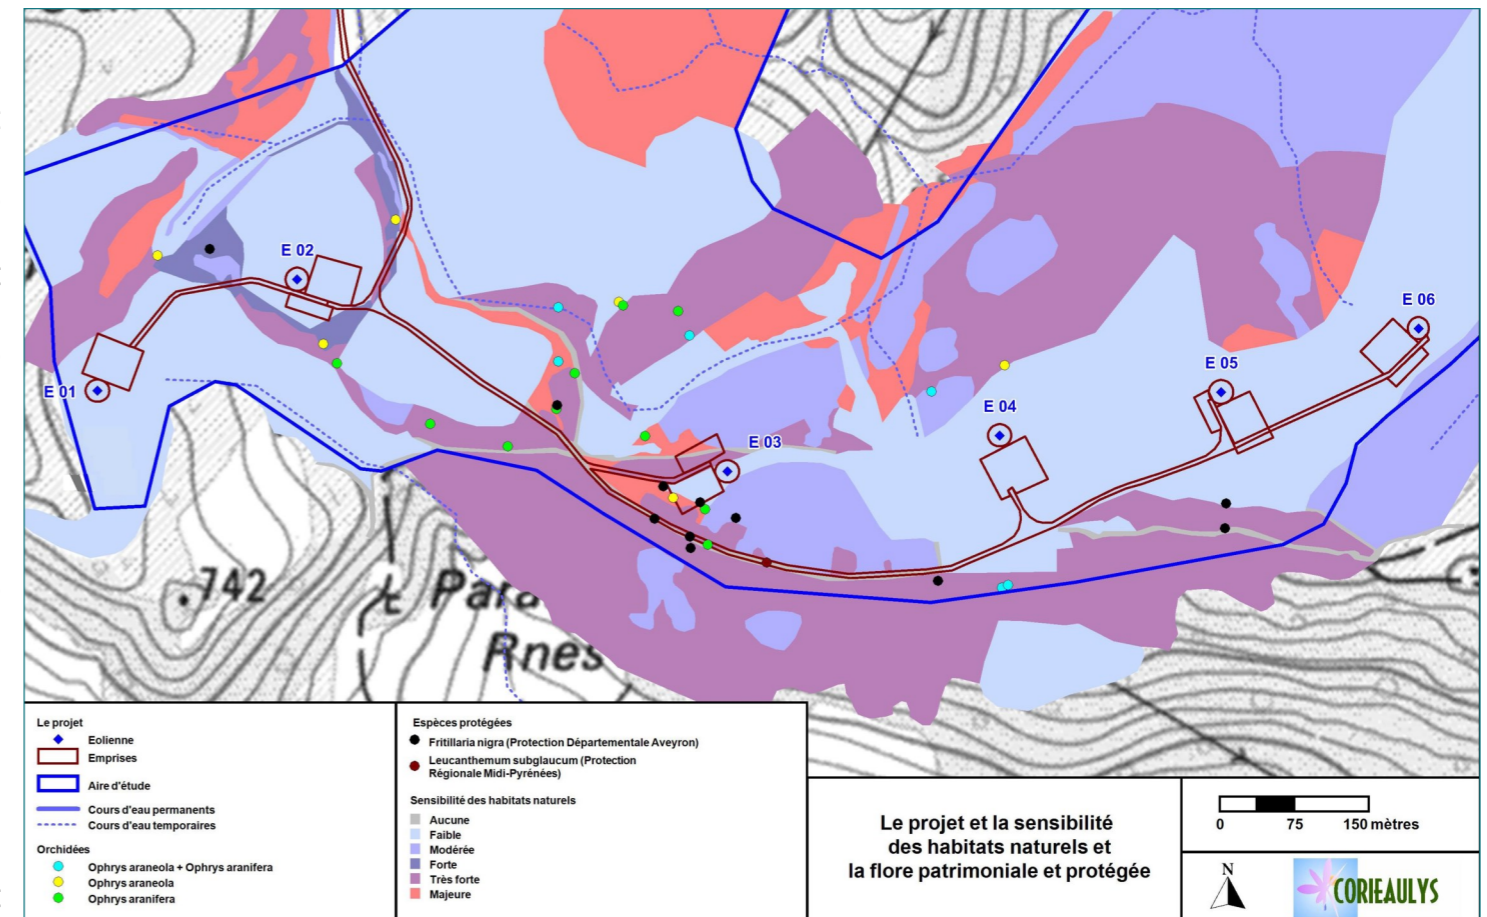 E 02
E 06
E 01
E 05
E 04
E 03
742
Rnes
Le projet
Eolienne
Emprises
Aire d'étude
Cours d'eau permanents
Cours d'eau temporaires
Orchidées
Ophrys araneola + Ophrys aranifera
Ophrys araneola
Ophrys aranifera
Espèces protégées
Fritillaria nigra (Protection Départementale Aveyron)
Leucanthemum subglaucum (Protection
Régionale Midi-Pyrénées)
Sensibilité des habitats naturels
Aucune
Faible
Modérée
Forte
Très forte
Majeure
Le projet et la sensibilité
des habitats naturels et
la flore patrimoniale et protégée
0 75 150 mètres
N
CORIEAULYS